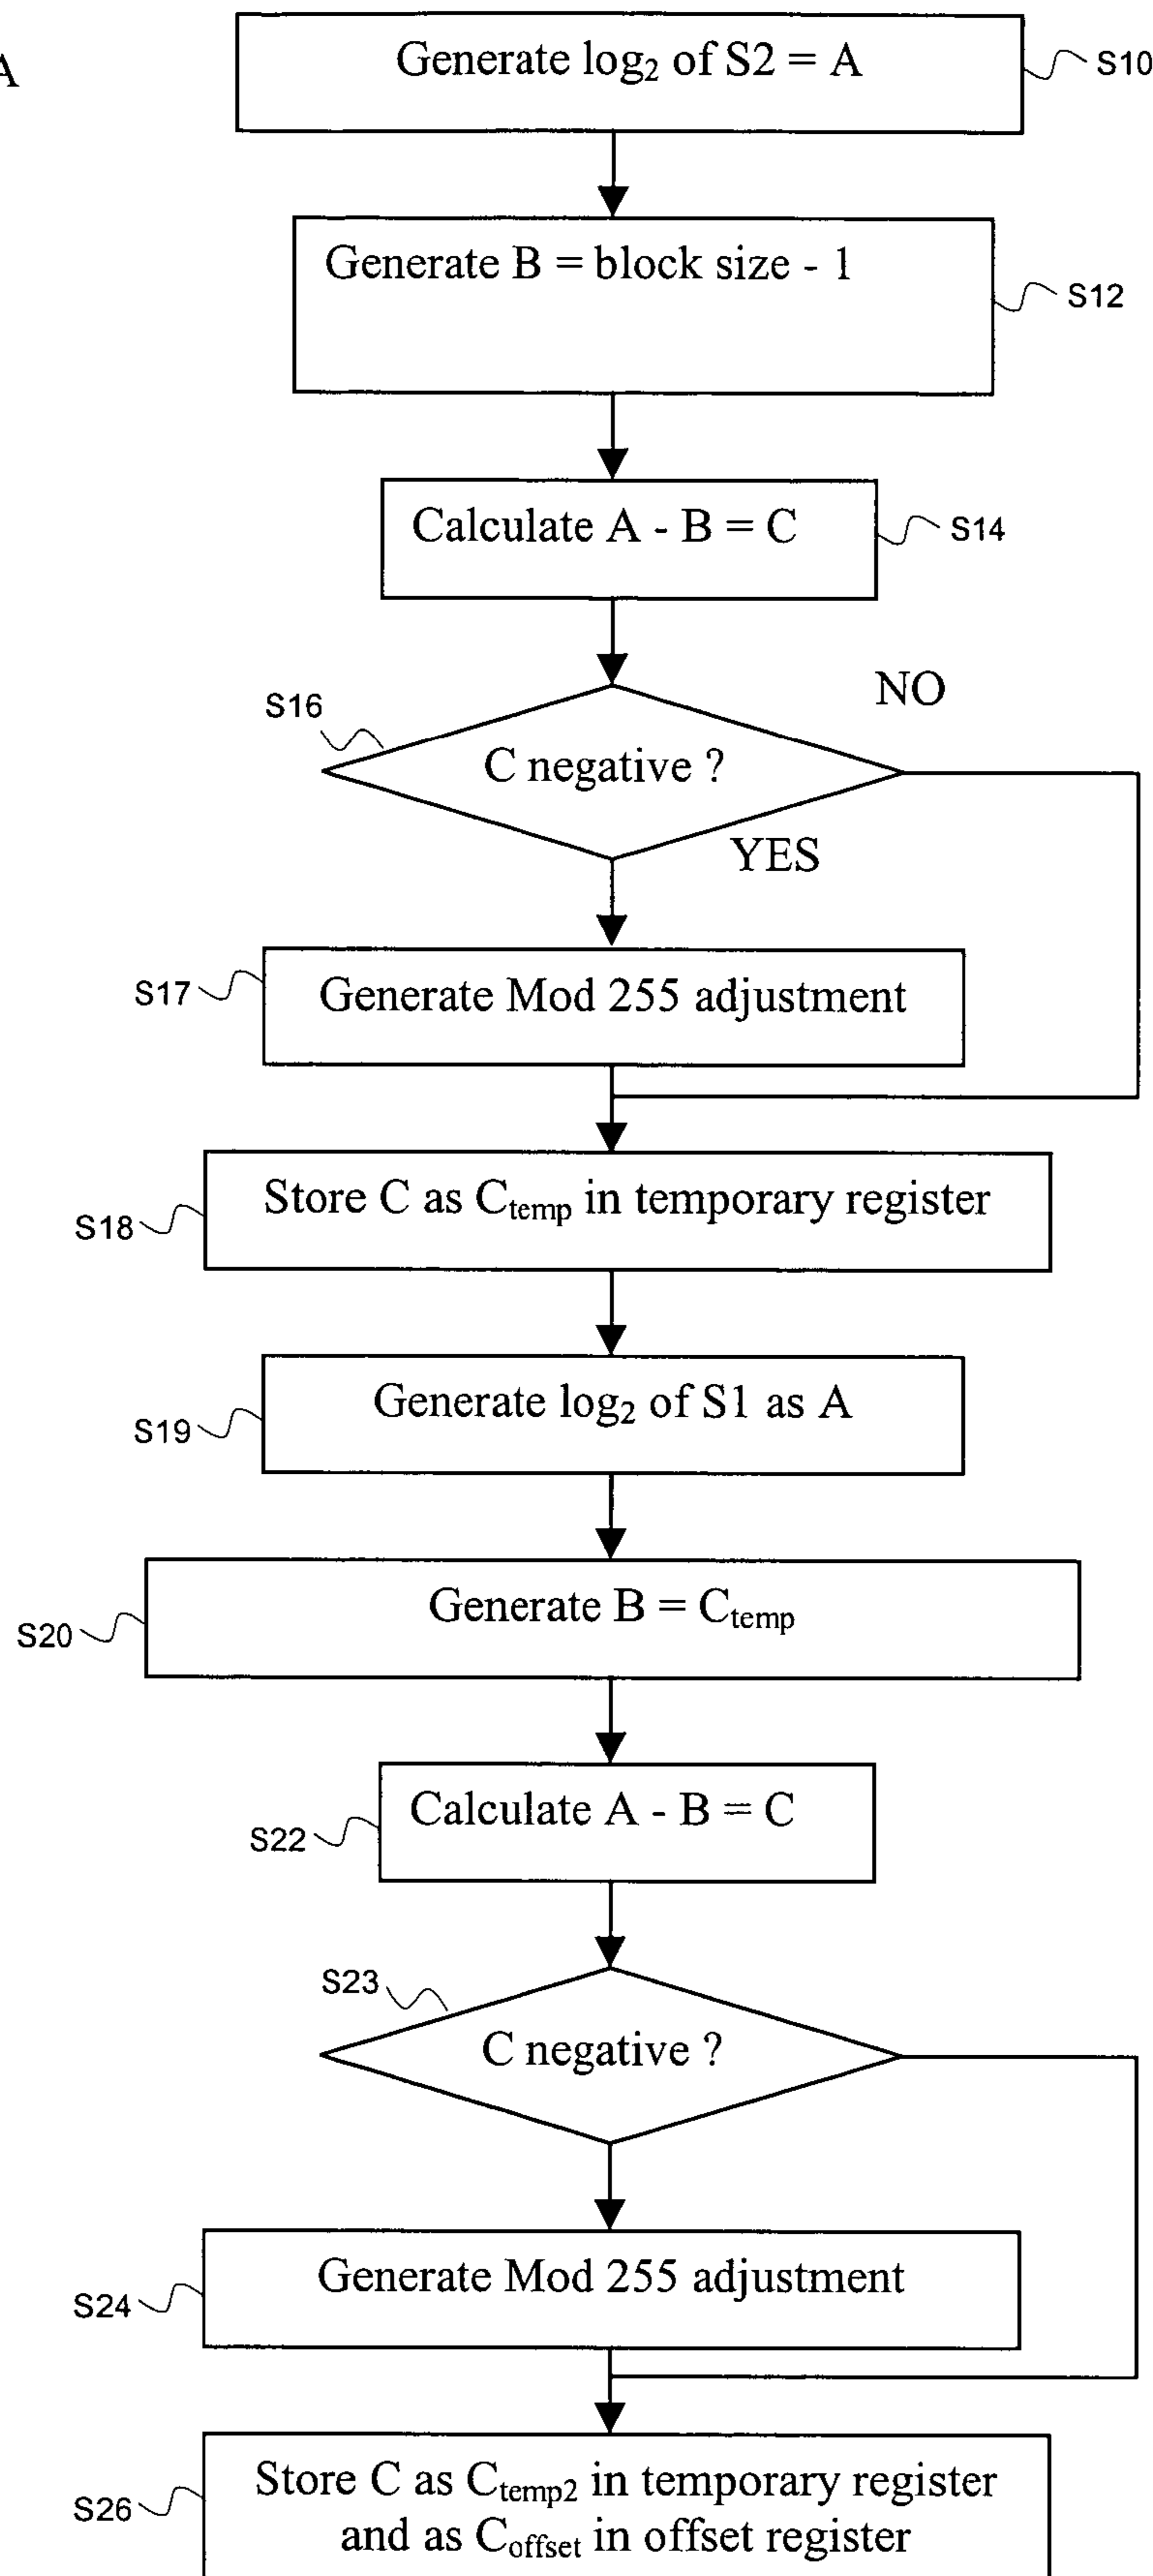 A
Generate log₂ of S2 = A
S10
Generate B = block size - 1
S12
Calculate A - B = C
S14
NO
S16
C negative ?
YES
S17
Generate Mod 255 adjustment
Store C as Ctemp in temporary register
S18
Generate log₂ of S1 as A
S19
Generate B = Ctemp
S20
Calculate A - B = C
S22
S23
C negative ?
Generate Mod 255 adjustment
S24
Store C as Ctemp2 in temporary register
and as Coffset in offset register
S26